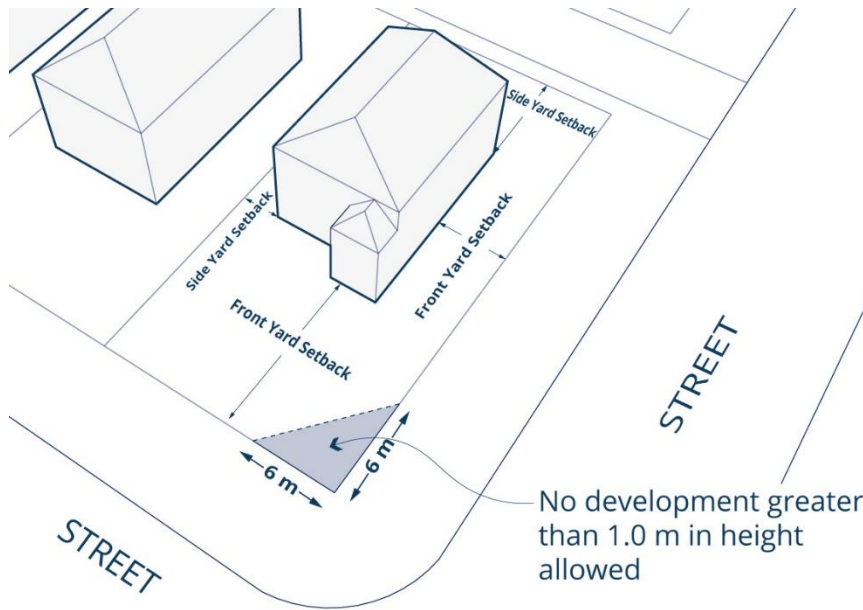 Side Yard Setback
Side Yard Setback
Front Yard Setback
Front Yard Setback
STREET
6 m
6 m
No development greater
than 1.0 m in height
allowed
STREET